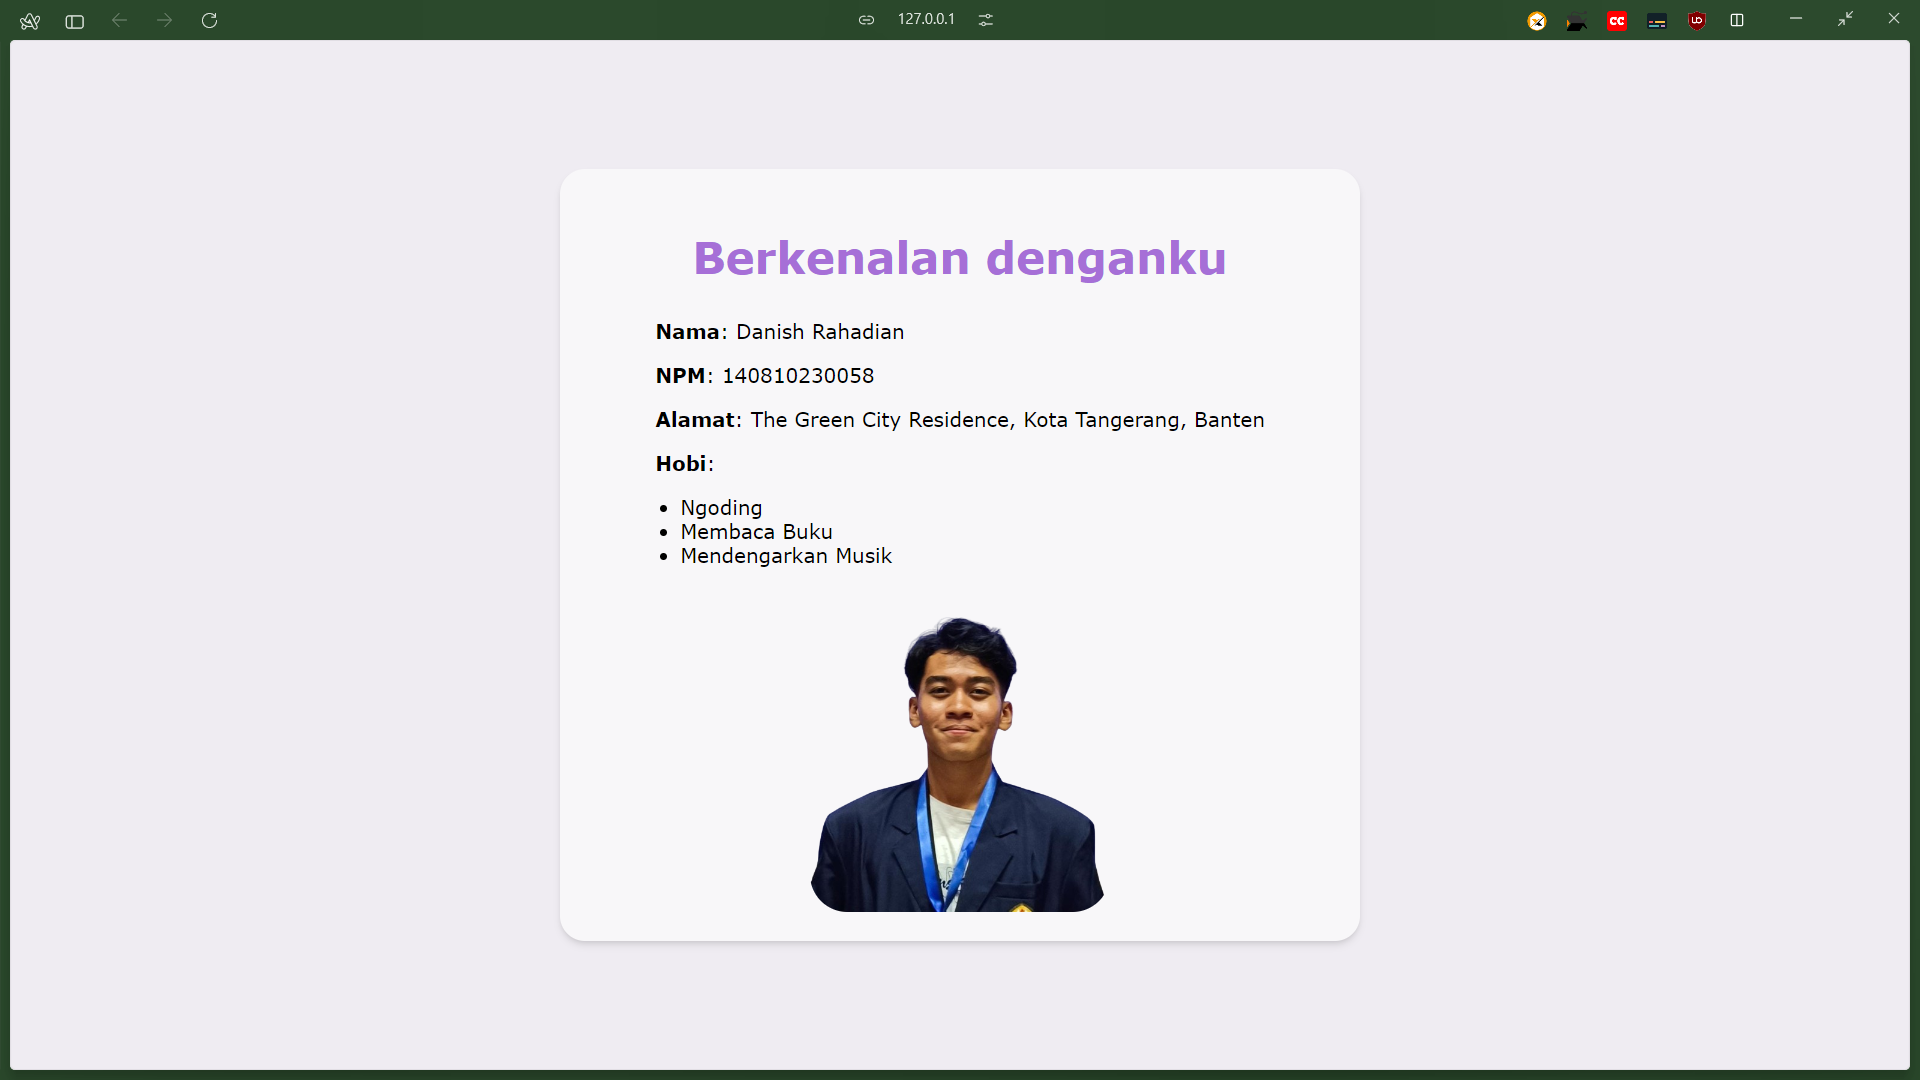 127.0.0.1
CC
Berkenalan denganku
Nama: Danish Rahadian
NPM: 140810230058
Alamat: The Green City Residence, Kota Tangerang, Banten
Hobi:
• Ngoding
• Membaca Buku
• Mendengarkan Musik